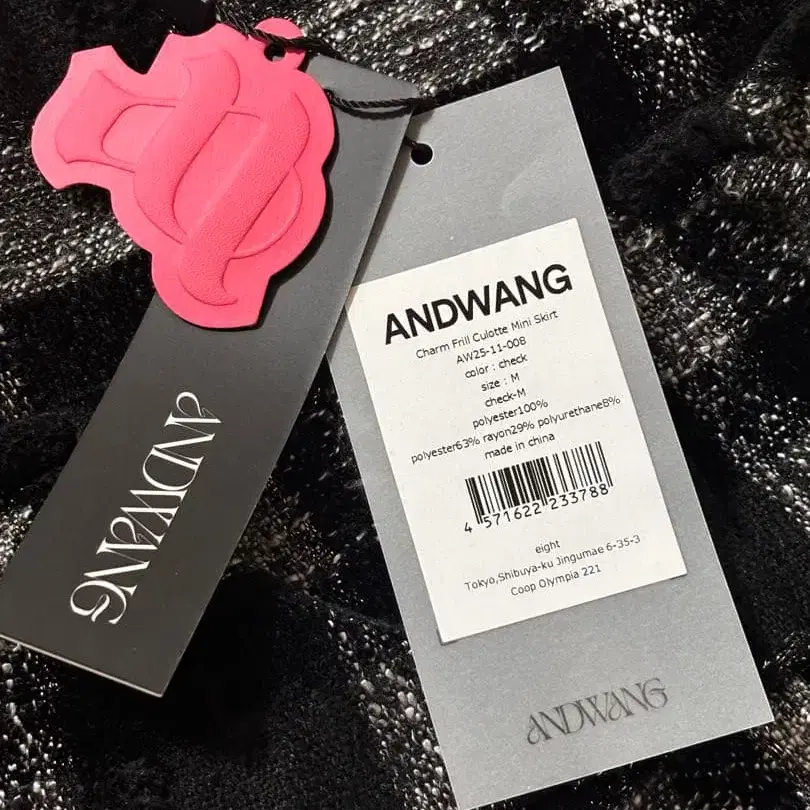 ANDWANG
ANDWANG
Charm Frill Culotte Mini Skirt
AW25-11-008
color : check
size : M
check-M
polyester100%
polyester63% rayon29% polyurethane8%
made in china
4 571622 233788
eight
Tokyo,Shibuya-ku Jingumae 6-35-3
Coop Olympia 221
ANDWANG